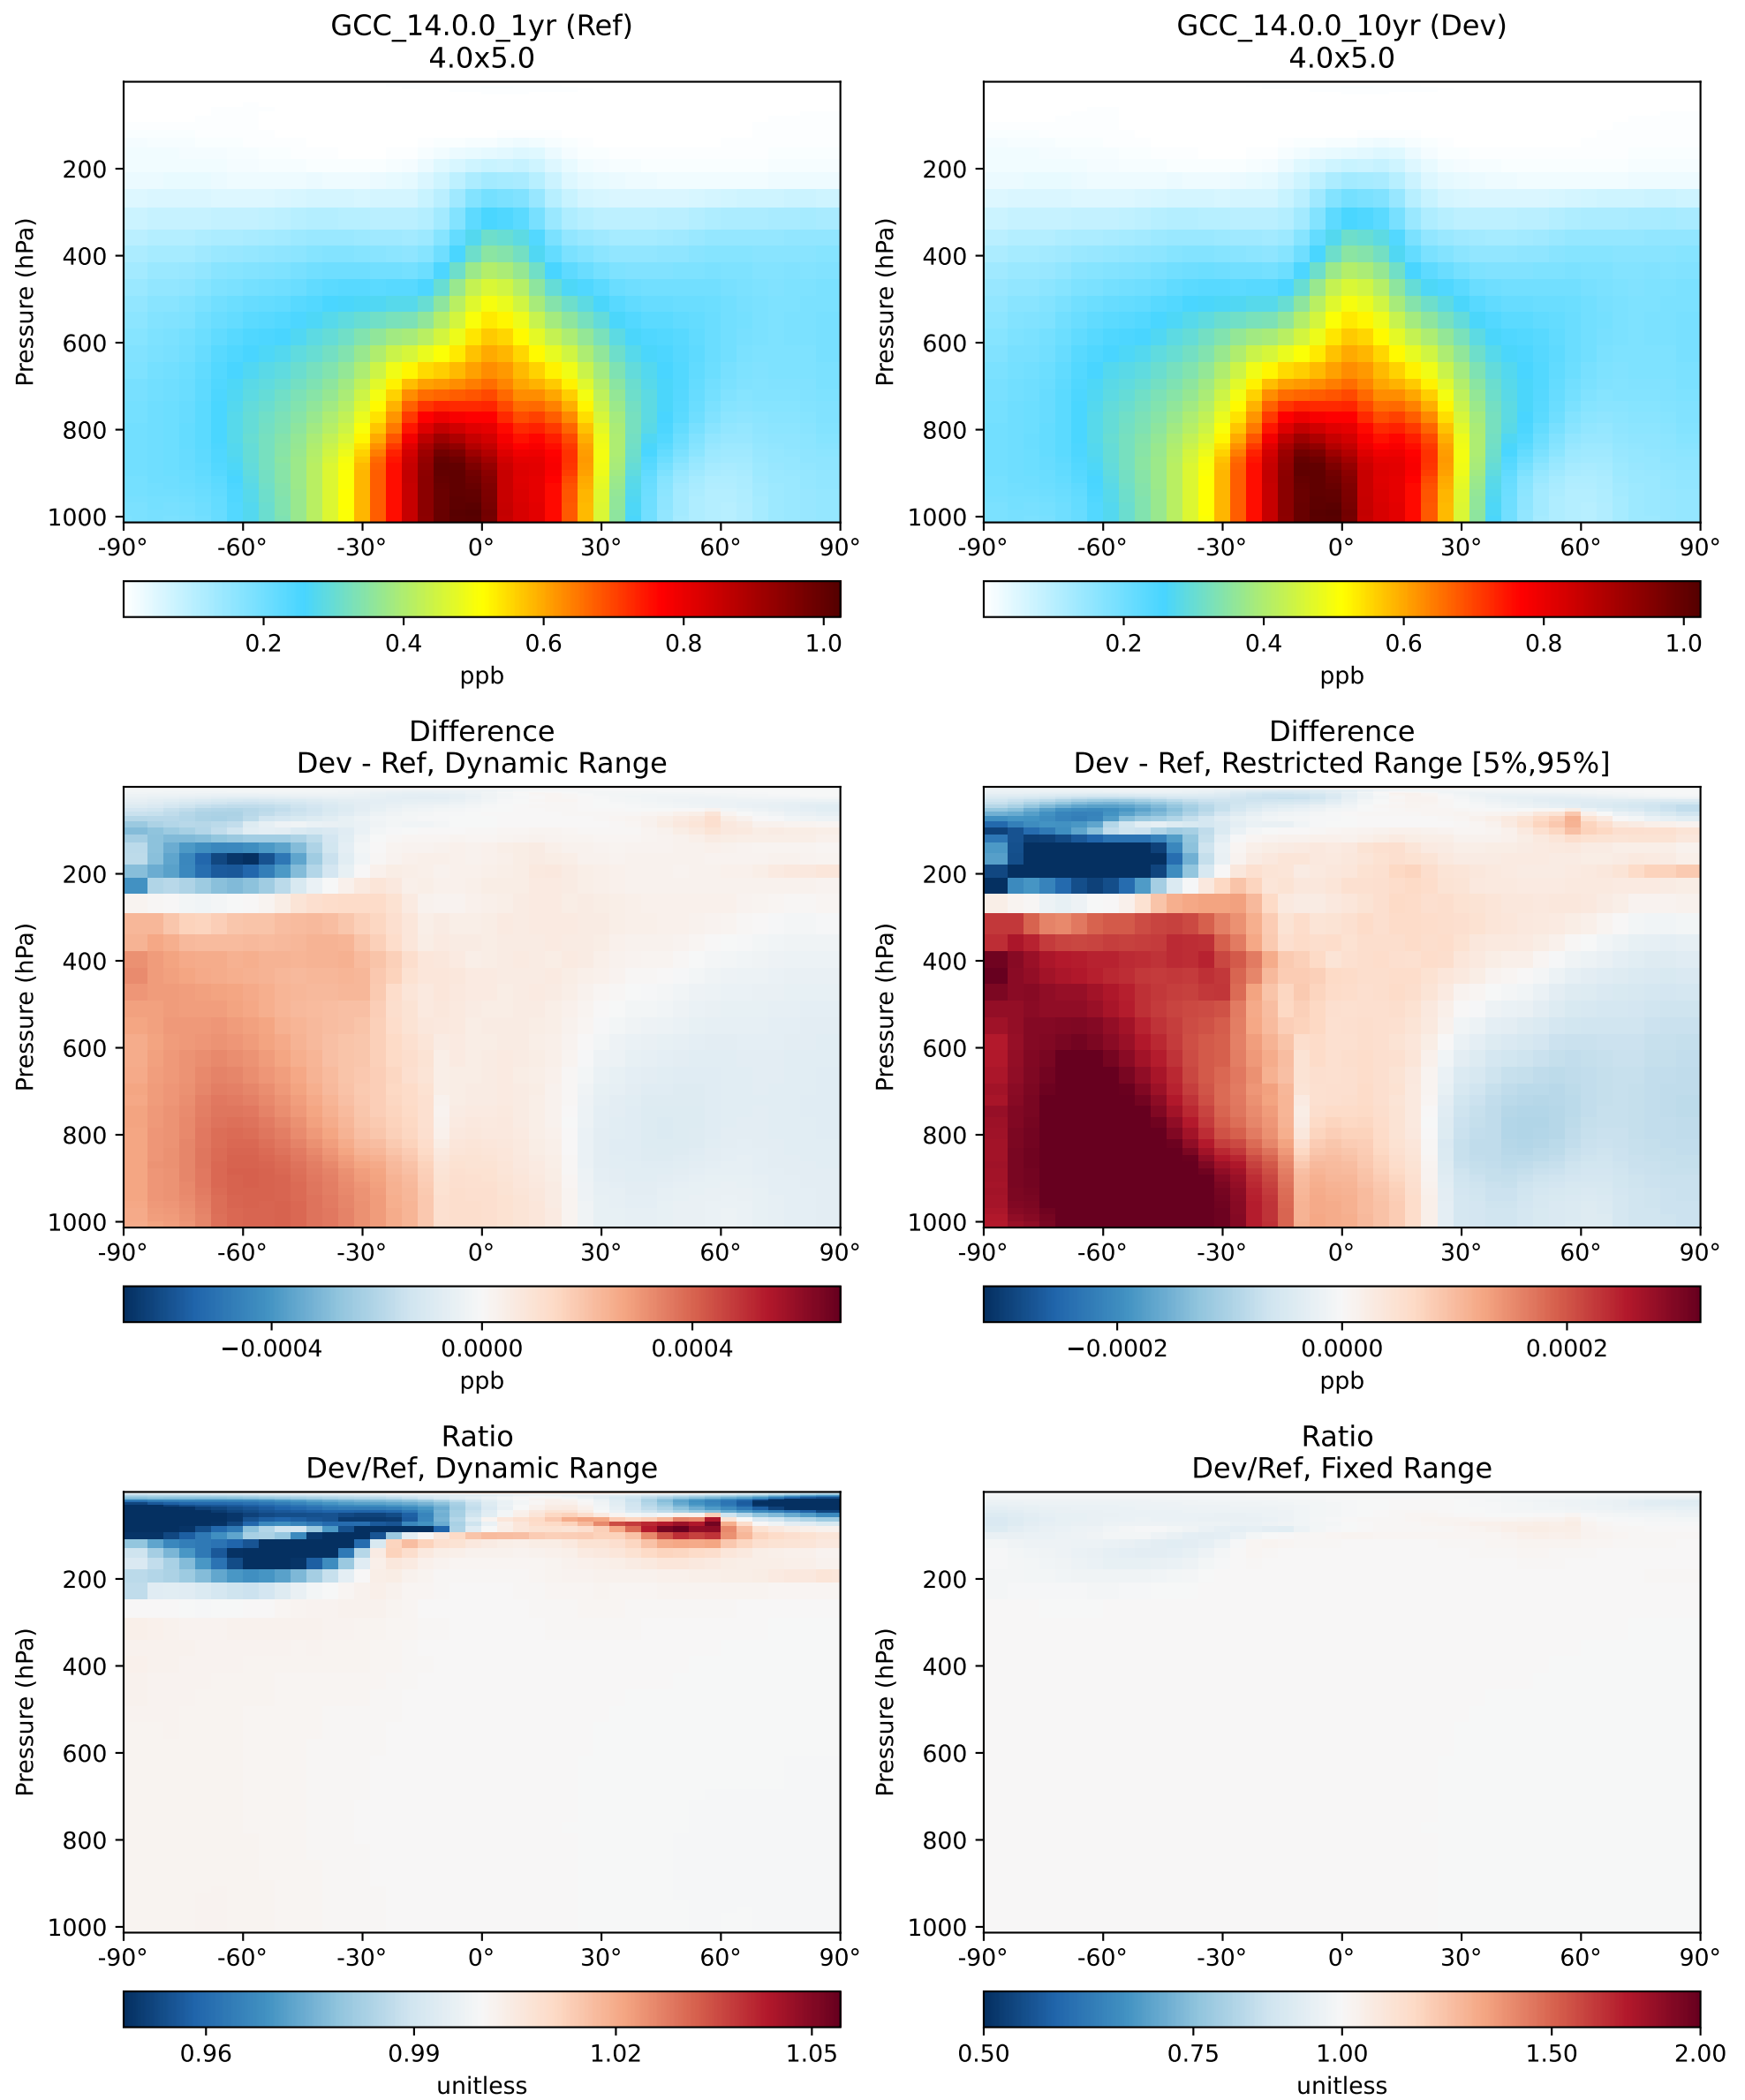 GCC_14.0.0_1yr (Ref)
4.0x5.0
GCC_14.0.0_10yr (Dev)
4.0x5.0
Pressure (hPa)
200
400
600
800
1000
-90° -60° -30° 0° 30° 60° 90°
0.2 0.4 0.6 0.8 1.0
ppb
Pressure (hPa)
200
400
600
800
1000
-90° -60° -30° 0° 30° 60° 90°
0.2 0.4 0.6 0.8 1.0
ppb
Difference
Dev - Ref, Dynamic Range
Difference
Dev - Ref, Restricted Range [5%,95%]
Pressure (hPa)
200
400
600
800
1000
-90° -60° -30° 0° 30° 60° 90°
−0.0004 0.0000 0.0004
ppb
Pressure (hPa)
200
400
600
800
1000
-90° -60° -30° 0° 30° 60° 90°
−0.0002 0.0000 0.0002
ppb
Ratio
Dev/Ref, Dynamic Range
Ratio
Dev/Ref, Fixed Range
Pressure (hPa)
200
400
600
800
1000
-90° -60° -30° 0° 30° 60° 90°
0.96 0.99 1.02 1.05
unitless
Pressure (hPa)
200
400
600
800
1000
-90° -60° -30° 0° 30° 60° 90°
0.50 0.75 1.00 1.50 2.00
unitless